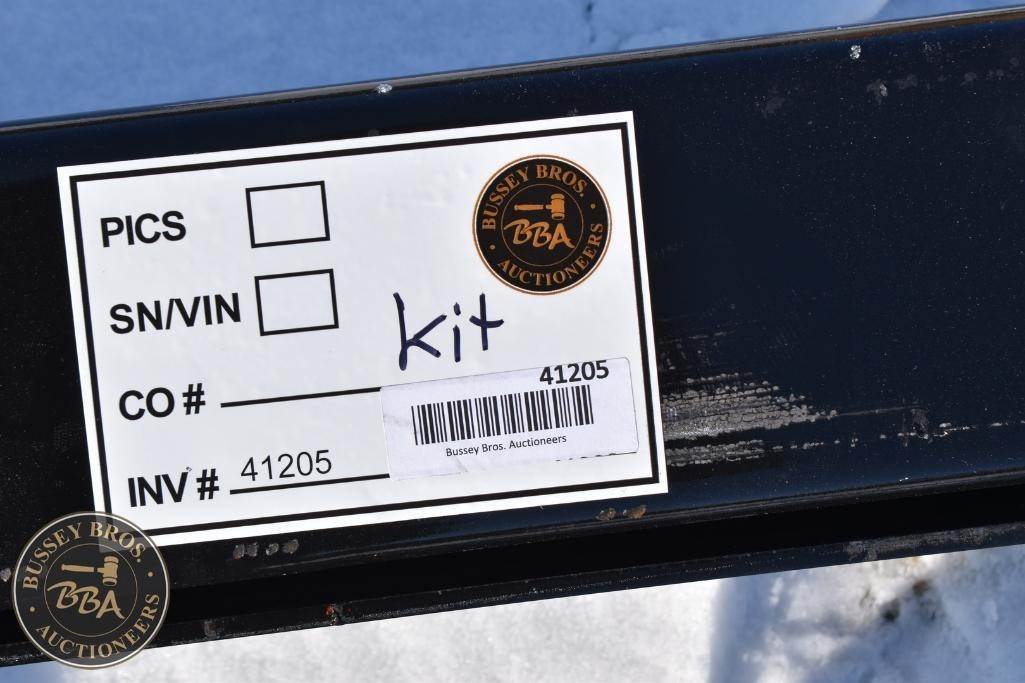 PICS
BUSSEY BROS.
BBA
AUCTIONEERS
SN/VIN
kit
CO #
41205
Bussey Bros. Auctioneers
INV # 41205
BUSSEY BROS.
BBA
AUCTIONEERS